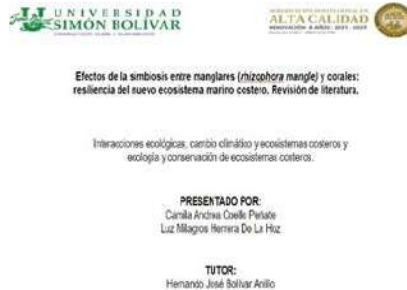 UNIVERSIDAD
SIMÓN BOLÍVAR
ALTA CALIDAD
Efectos de la simbiosis entre manglares (rhizophora mangle) y corales:
resiliencia del nuevo ecosistema marino costero. Revisión de literatura.
Interacciones ecológicas, cambio climático y ecosistemas costeros y
ecología y conservación de ecosistemas costeros.
PRESENTADO POR:
Camila Andrea Coello Peñate
Luz Milagros Herrera De La Hoz
TUTOR:
Hernando José Bolívar Anillo